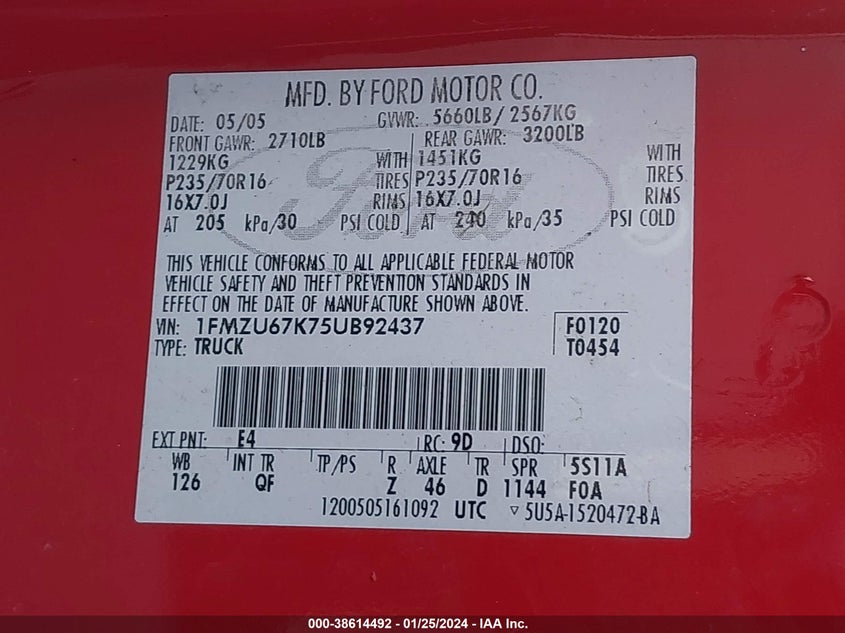 MFD. BY FORD MOTOR CO.
DATE: 05/05 GVWR: 5660LB/ 2567KG
FRONT GAWR: 2710LB REAR GAWR: 3200LB
1229KG WITH 1451KG WITH
P235/70R16 TIRES P235/70R16 TIRES
16X7.0J RIMS 16X7.0J RIMS
AT 205 kPa/30 PSI COLD AT 240 kPa/35 PSI COLD
Ford
THIS VEHICLE CONFORMS TO ALL APPLICABLE FEDERAL MOTOR
VEHICLE SAFETY AND THEFT PREVENTION STANDARDS IN
EFFECT ON THE DATE OF MANUFACTURE SHOWN ABOVE.
VIN: 1FMZU67K75UB92437 F0120
TYPE: TRUCK T0454
EXT PNT: E4 RC: 9D DSO:
WB INT TR TP/PS R AXLE TR SPR 5S11A
126 QF Z 46 D 1144 F0A
1200505161092 UTC ▽ 5U5A-1520472-BA
000-38614492 - 01/25/2024 - IAA Inc.